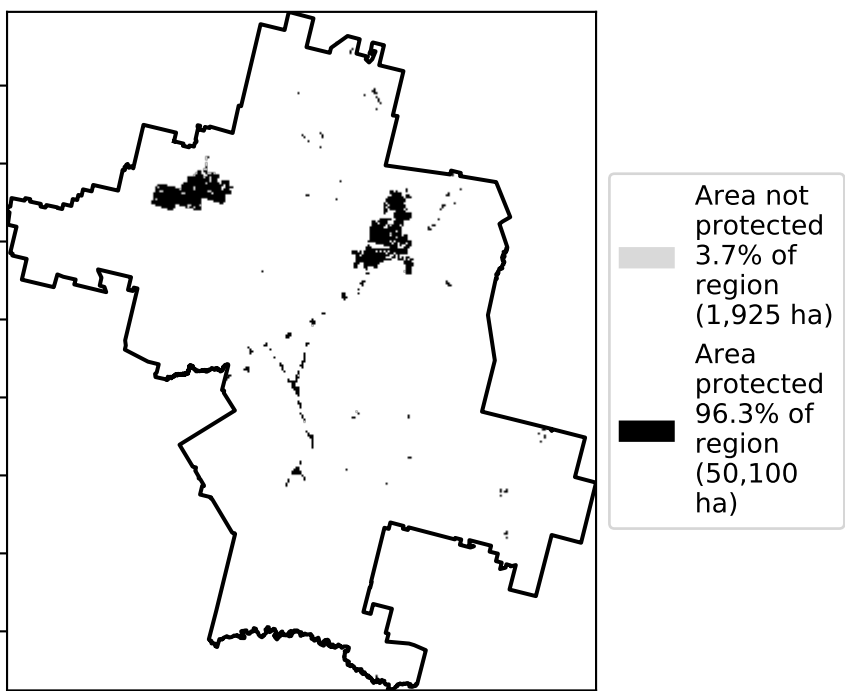 Area not
protected
3.7% of
region
(1,925 ha)
Area
protected
96.3% of
region
(50,100
ha)